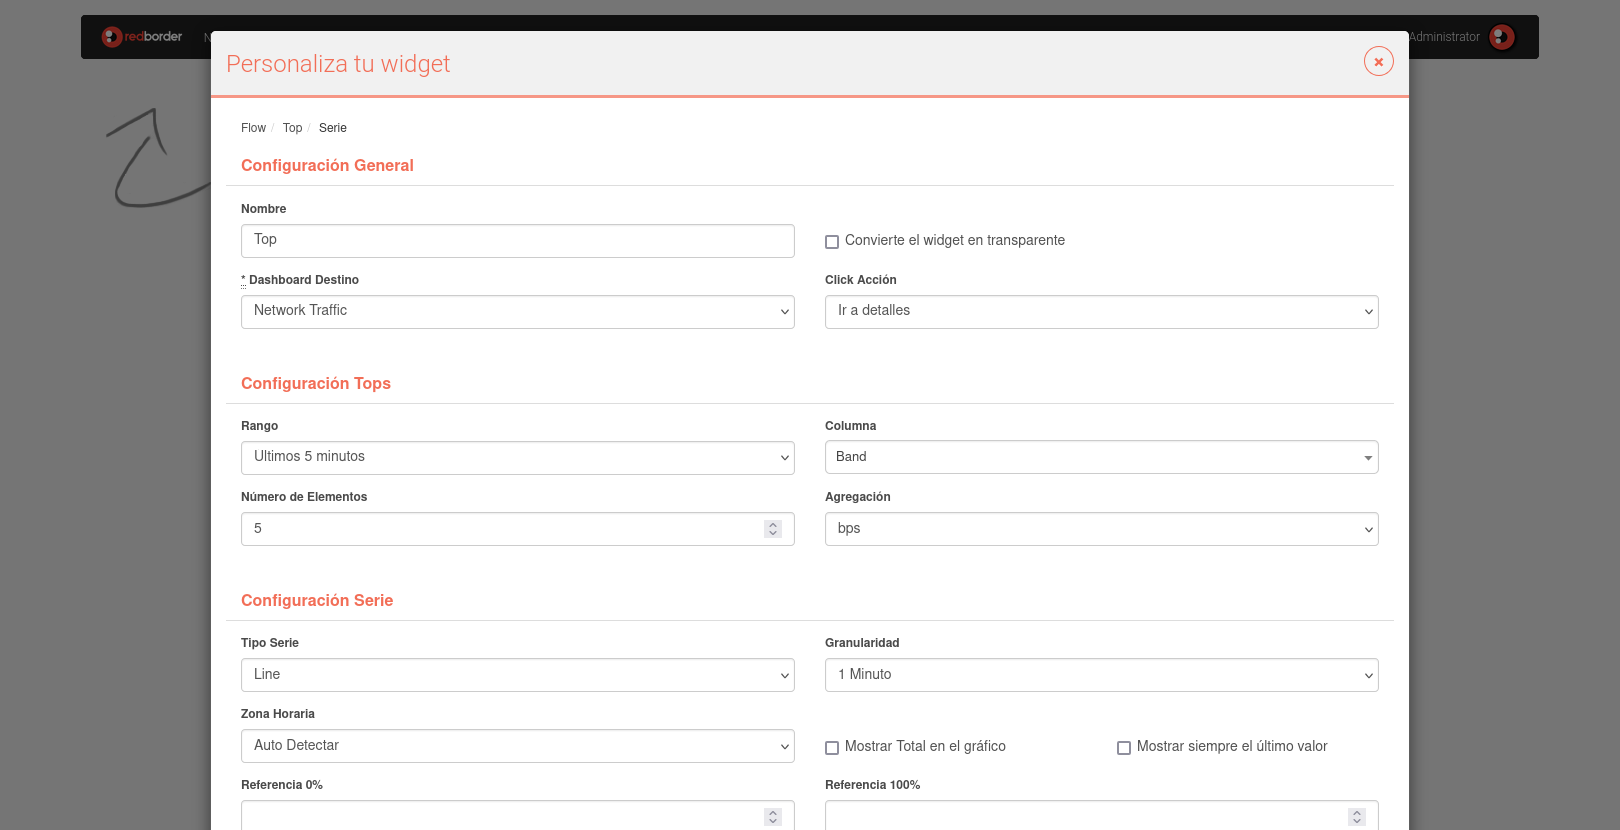 redborder
N
Administrator
Personaliza tu widget
Flow / Top / Serie
Configuración General
Nombre
Top
Convierte el widget en transparente
* Dashboard Destino
Click Acción
Network Traffic
Ir a detalles
Configuración Tops
Rango
Columna
Ultimos 5 minutos
Band
Número de Elementos
Agregación
5
bps
Configuración Serie
Tipo Serie
Granularidad
Line
1 Minuto
Zona Horaria
Auto Detectar
Mostrar Total en el gráfico
Mostrar siempre el último valor
Referencia 0%
Referencia 100%